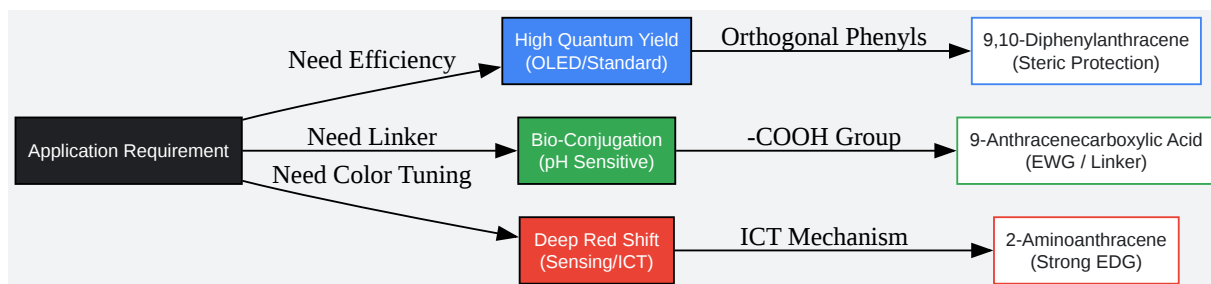 Application Requirement
Need Efficiency
High Quantum Yield
(OLED/Standard)
Orthogonal Phenyls
9,10-Diphenylanthracene
(Steric Protection)
Need Linker
Bio-Conjugation
(pH Sensitive)
-COOH Group
9-Anthracenecarboxylic Acid
(EWG / Linker)
Need Color Tuning
Deep Red Shift
(Sensing/ICT)
ICT Mechanism
2-Aminoanthracene
(Strong EDG)